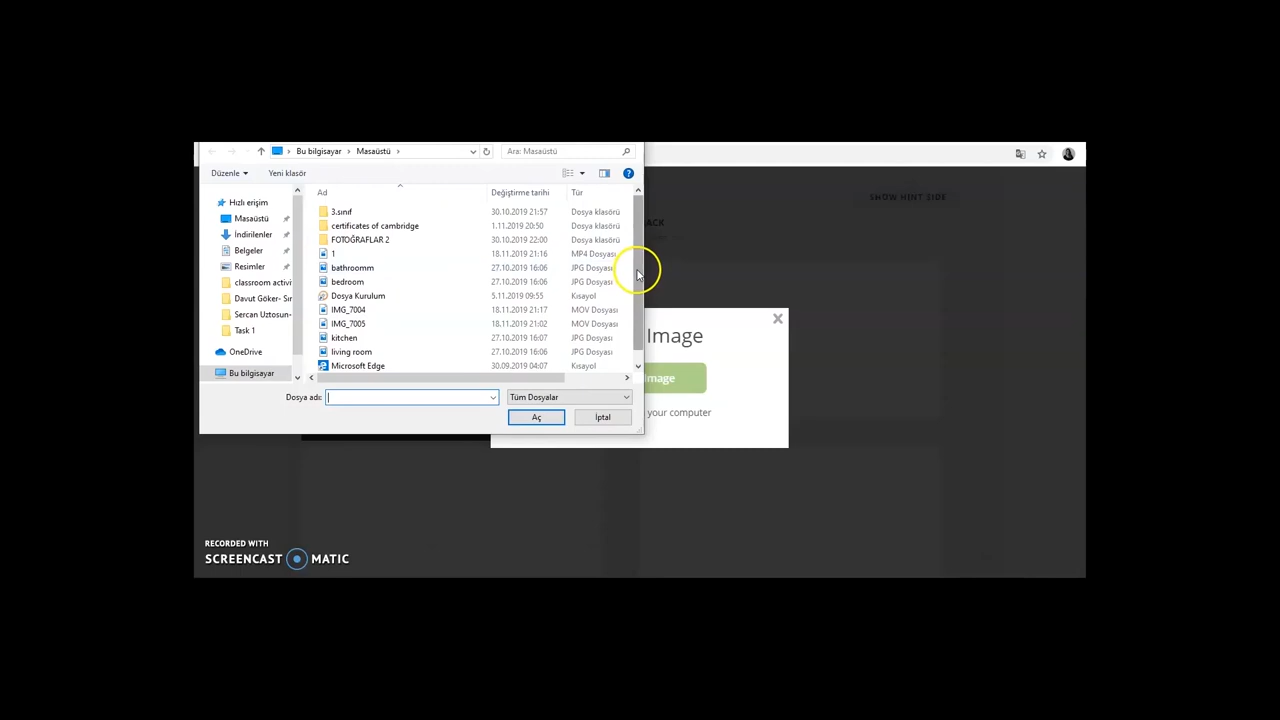 Bu bilgisayar > Masaüstü >
Ara: Masaüstü
Düzenle
Yeni klasör
?
SHOW HINT SIDE
Ad
Değiştirme tarihi
Tür
Hızlı erişim
Masaüstü
İndirilenler
Belgeler
Resimler
classroom activi
Davut Göker- Sır
Sercan Uztosun-
Task 1
OneDrive
Bu bilgisayar
3.sınıf 30.10.2019 21:57 Dosya klasörü
certificates of cambridge 1.11.2019 20:50 Dosya klasörü
FOTOĞRAFLAR 2 30.10.2019 22:00 Dosya klasörü
1 18.11.2019 21:16 MP4 Dosyası
bathroomm 27.10.2019 16:06 JPG Dosyası
bedroom 27.10.2019 16:06 JPG Dosyası
Dosya Kurulum 5.11.2019 09:55 Kısayol
IMG_7004 18.11.2019 21:17 MOV Dosyası
IMG_7005 18.11.2019 21:02 MOV Dosyası
kitchen 27.10.2019 16:07 JPG Dosyası
living room 27.10.2019 16:06 JPG Dosyası
Microsoft Edge 30.09.2019 04:07 Kısayol
ACK
Image
Image
your computer
Dosya adı:
Tüm Dosyalar
Aç
İptal
RECORDED WITH
SCREENCAST MATIC